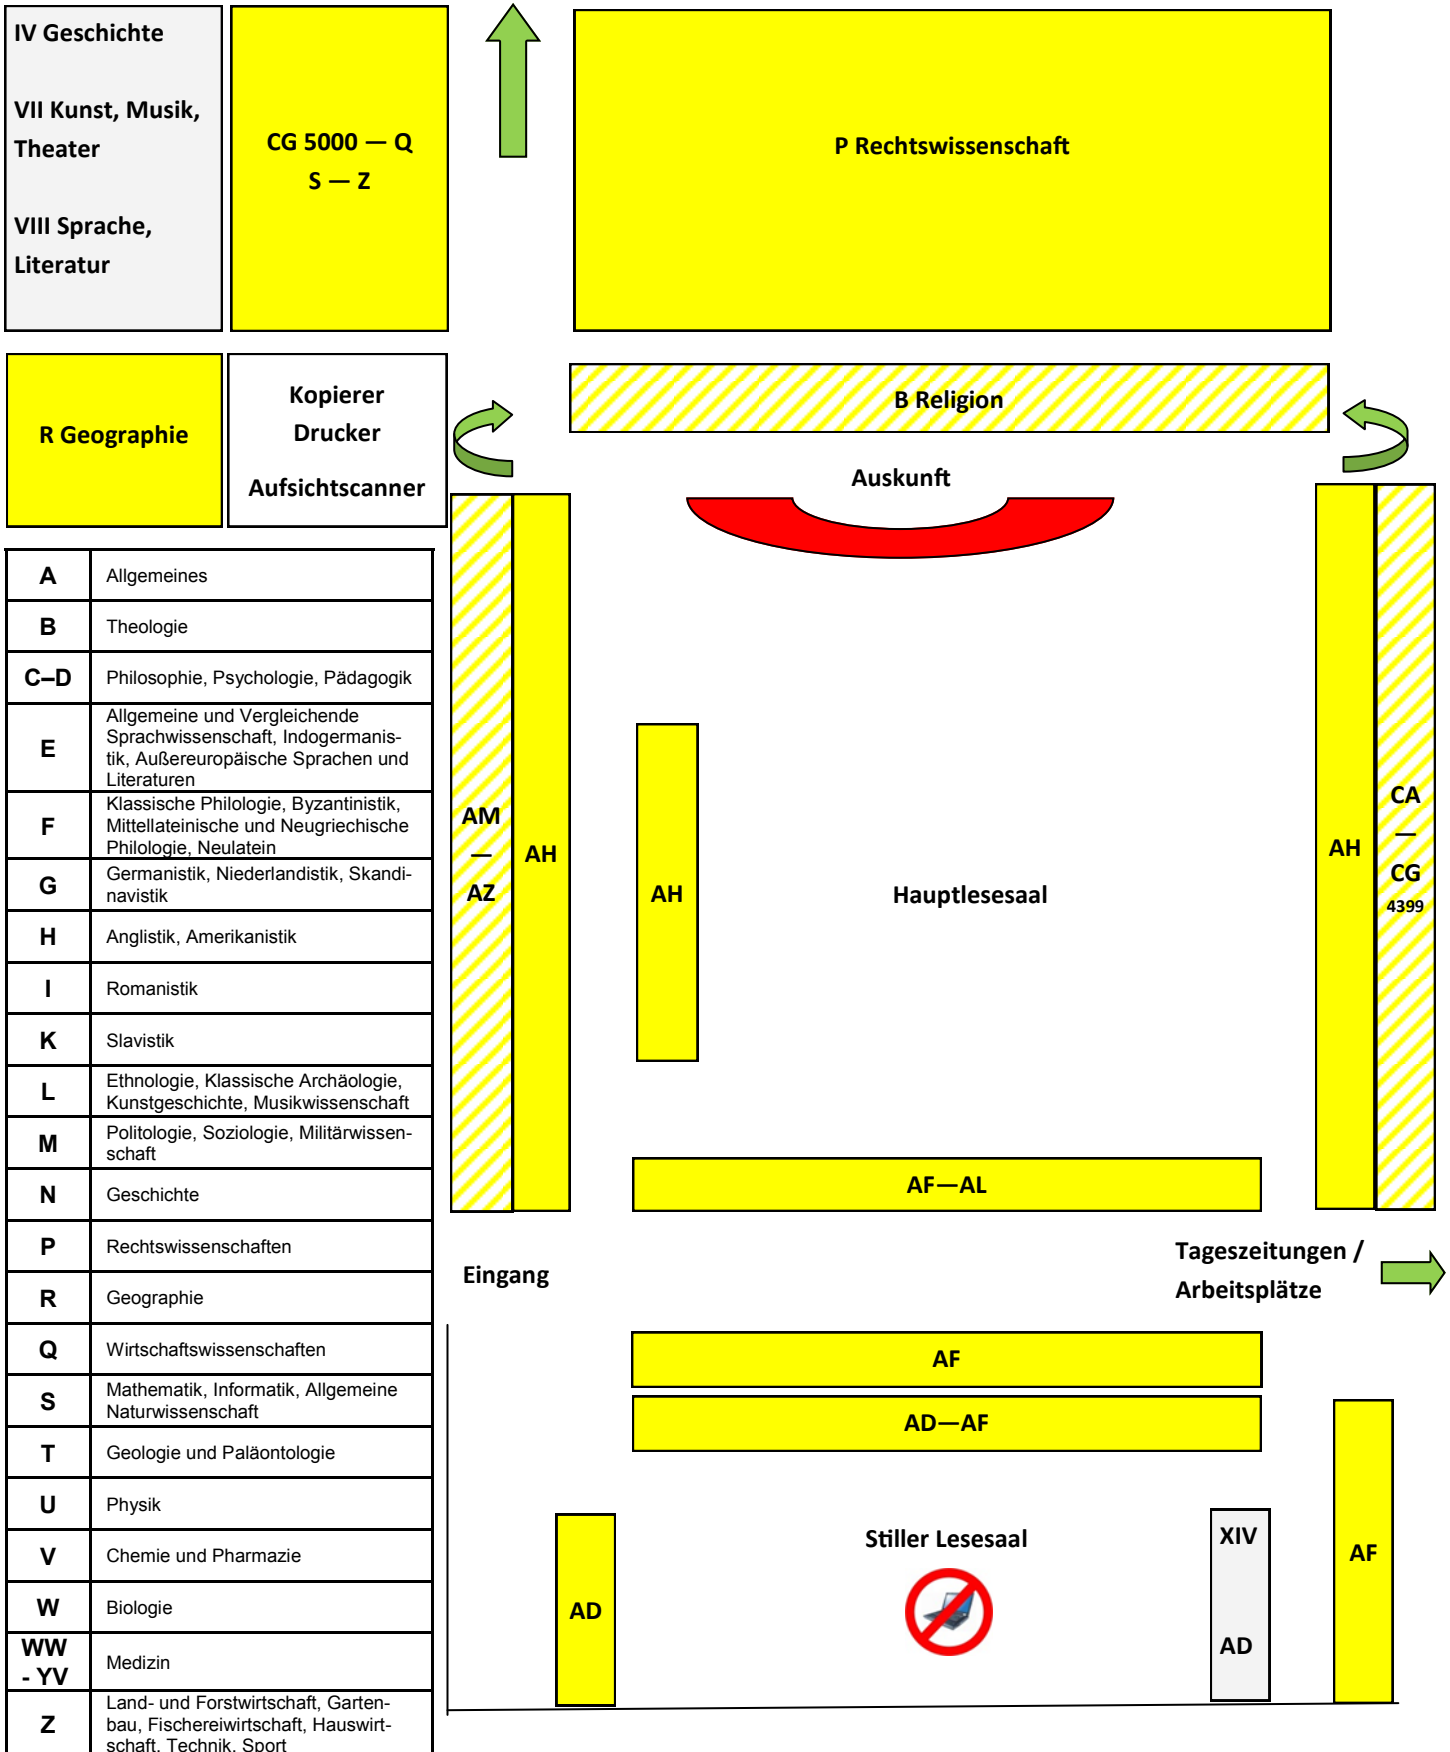 IV Geschichte
VII Kunst, Musik,
Theater
VIII Sprache,
Literatur
CG 5000 — Q
S — Z
P Rechtswissenschaft
R Geographie
Kopierer
Drucker
Aufsichtscanner
B Religion
Auskunft
A Allgemeines
B Theologie
C–D Philosophie, Psychologie, Pädagogik
E Allgemeine und Vergleichende
Sprachwissenschaft, Indogermanis-
tik, Außereuropäische Sprachen und
Literaturen
F Klassische Philologie, Byzantinistik,
Mittellateinische und Neugriechische
Philologie, Neulatein
G Germanistik, Niederlandistik, Skandi-
navistik
H Anglistik, Amerikanistik
I Romanistik
K Slavistik
L Ethnologie, Klassische Archäologie,
Kunstgeschichte, Musikwissenschaft
M Politologie, Soziologie, Militärwissen-
schaft
N Geschichte
P Rechtswissenschaften
R Geographie
Q Wirtschaftswissenschaften
S Mathematik, Informatik, Allgemeine
Naturwissenschaft
T Geologie und Paläontologie
U Physik
V Chemie und Pharmazie
W Biologie
WW
- YV
Medizin
Z Land- und Forstwirtschaft, Garten-
bau, Fischereiwirtschaft, Hauswirt-
schaft, Technik, Sport
AM
—
AZ
AH
AH
Hauptlesesaal
AH
CA
—
CG
4399
AF—AL
Eingang
Tageszeitungen /
Arbeitsplätze
AF
AD—AF
Stiller Lesesaal
AD
XIV
AD
AF